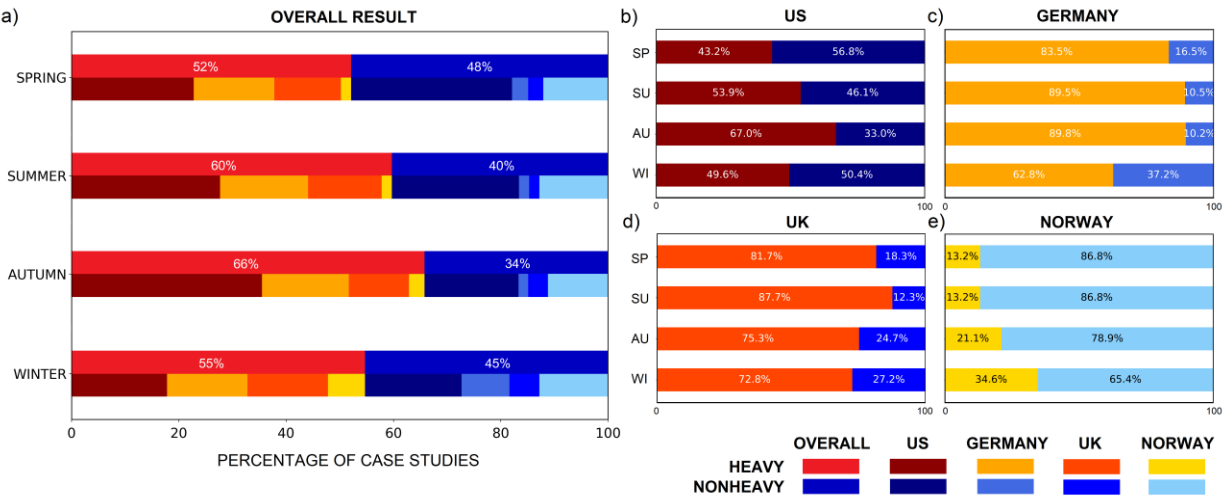 a)
OVERALL RESULT
SPRING
52%
48%
SUMMER
60%
40%
AUTUMN
66%
34%
WINTER
55%
45%
0 20 40 60 80 100
PERCENTAGE OF CASE STUDIES
b)
US
SP
43.2% 56.8%
SU
53.9% 46.1%
AU
67.0% 33.0%
WI
49.6% 50.4%
0 100
c)
GERMANY
83.5% 16.5%
89.5% 10.5%
89.8% 10.2%
62.8% 37.2%
0 100
d)
UK
SP
81.7% 18.3%
SU
87.7% 12.3%
AU
75.3% 24.7%
WI
72.8% 27.2%
0 100
e)
NORWAY
13.2% 86.8%
13.2% 86.8%
21.1% 78.9%
34.6% 65.4%
0 100
OVERALL US GERMANY UK NORWAY
HEAVY
NONHEAVY